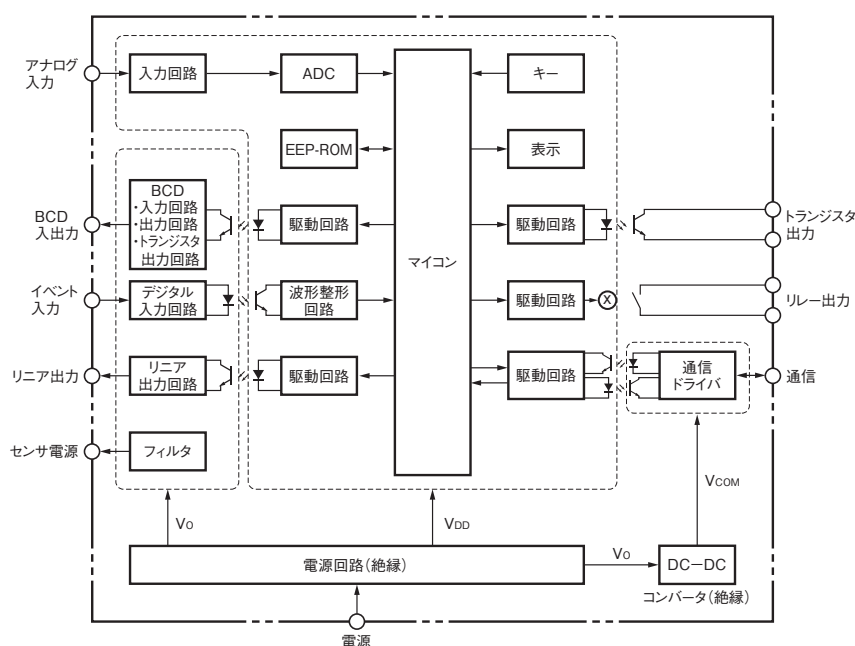 アナログ
入力
入力回路
ADC
マイコン
キー
EEP-ROM
表示
BCD
入出力
BCD
・入力回路
・出力回路
・トランジスタ
出力回路
駆動回路
駆動回路
トランジスタ
出力
イベント
入力
デジタル
入力回路
波形整形
回路
駆動回路
X
リレー出力
リニア出力
リニア
出力回路
駆動回路
駆動回路
通信
ドライバ
通信
センサ電源
フィルタ
VO
VDD
VCOM
電源回路(絶縁)
VO
DC−DC
コンバータ(絶縁)
電源